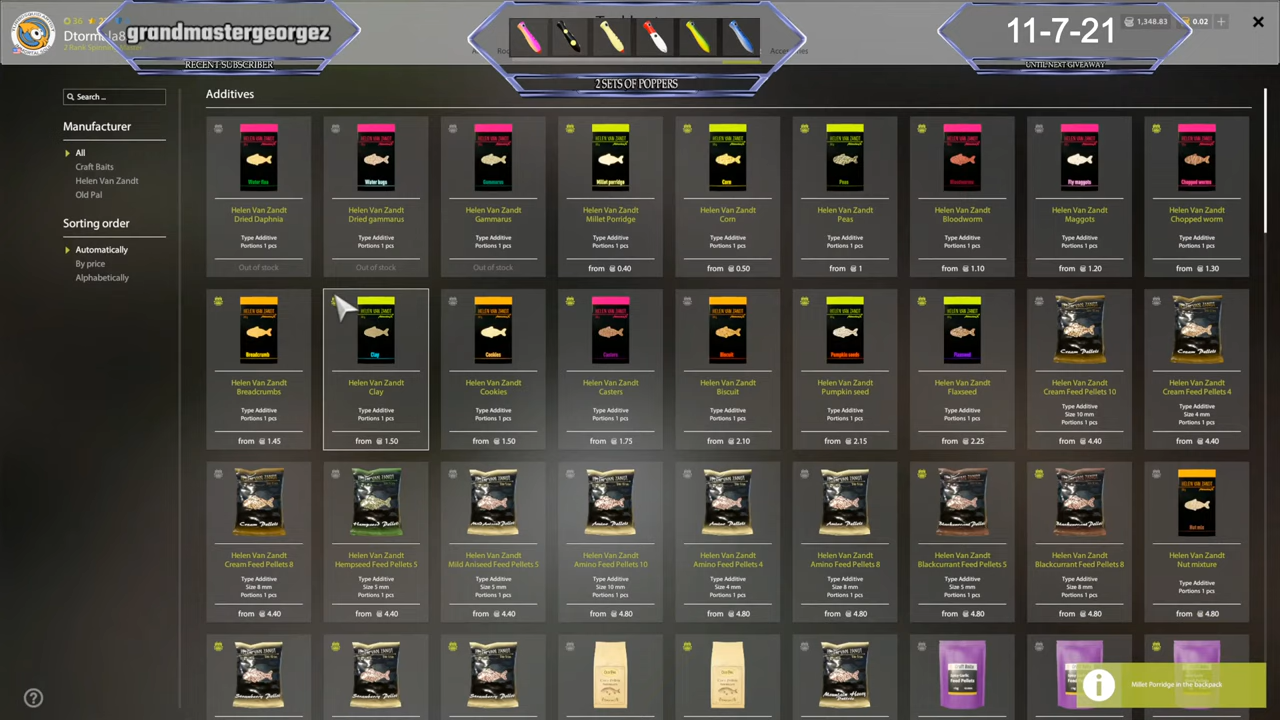 36
Dtormula8
grandmastergeorgez
RECENT SUBSCRIBER
2 SETS OF POPPERS
11-7-21
UNTIL NEXT GIVEAWAY
1,348.83
0.02
Search ...
Manufacturer
All
Craft Baits
Helen Van Zandt
Old Pal
Sorting order
Automatically
By price
Alphabetically
Additives
Helen Van Zandt
Dried Daphnia
Type Additive
Portions 1 pcs
Out of stock
Helen Van Zandt
Dried gammarus
Type Additive
Portions 1 pcs
Out of stock
Helen Van Zandt
Gammarus
Type Additive
Portions 1 pcs
Out of stock
Helen Van Zandt
Millet Porridge
Type Additive
Portions 1 pcs
from 0.40
Helen Van Zandt
Corn
Type Additive
Portions 1 pcs
from 0.50
Helen Van Zandt
Peas
Type Additive
Portions 1 pcs
from 1
Helen Van Zandt
Bloodworm
Type Additive
Portions 1 pcs
from 1.10
Helen Van Zandt
Maggots
Type Additive
Portions 1 pcs
from 1.20
Helen Van Zandt
Chopped worm
Type Additive
Portions 1 pcs
from 1.30
Helen Van Zandt
Breadcrumbs
Type Additive
Portions 1 pcs
from 1.45
Helen Van Zandt
Clay
Type Additive
Portions 1 pcs
from 1.50
Helen Van Zandt
Cookies
Type Additive
Portions 1 pcs
from 1.50
Helen Van Zandt
Casters
Type Additive
Portions 1 pcs
from 1.75
Helen Van Zandt
Biscuit
Type Additive
Portions 1 pcs
from 2.10
Helen Van Zandt
Pumpkin seed
Type Additive
Portions 1 pcs
from 2.15
Helen Van Zandt
Flaxseed
Type Additive
Portions 1 pcs
from 2.25
Helen Van Zandt
Cream Feed Pellets 10
Type Additive
Size 10 mm
Portions 1 pcs
from 4.40
Helen Van Zandt
Cream Feed Pellets 4
Type Additive
Size 4 mm
Portions 1 pcs
from 4.40
Helen Van Zandt
Cream Feed Pellets 8
Type Additive
Size 8 mm
Portions 1 pcs
from 4.40
Helen Van Zandt
Hempseed Feed Pellets 5
Type Additive
Size 5 mm
Portions 1 pcs
from 4.40
Helen Van Zandt
Mild Aniseed Feed Pellets 5
Type Additive
Size 5 mm
Portions 1 pcs
from 4.40
Helen Van Zandt
Amino Feed Pellets 10
Type Additive
Size 10 mm
Portions 1 pcs
from 4.80
Helen Van Zandt
Amino Feed Pellets 4
Type Additive
Size 4 mm
Portions 1 pcs
from 4.80
Helen Van Zandt
Amino Feed Pellets 8
Type Additive
Size 8 mm
Portions 1 pcs
from 4.80
Helen Van Zandt
Blackcurrant Feed Pellets 5
Type Additive
Size 5 mm
Portions 1 pcs
from 4.80
Helen Van Zandt
Blackcurrant Feed Pellets 8
Type Additive
Size 8 mm
Portions 1 pcs
from 4.80
Helen Van Zandt
Nut mixture
Type Additive
Portions 1 pcs
from 4.80
Millet Porridge in the backpack